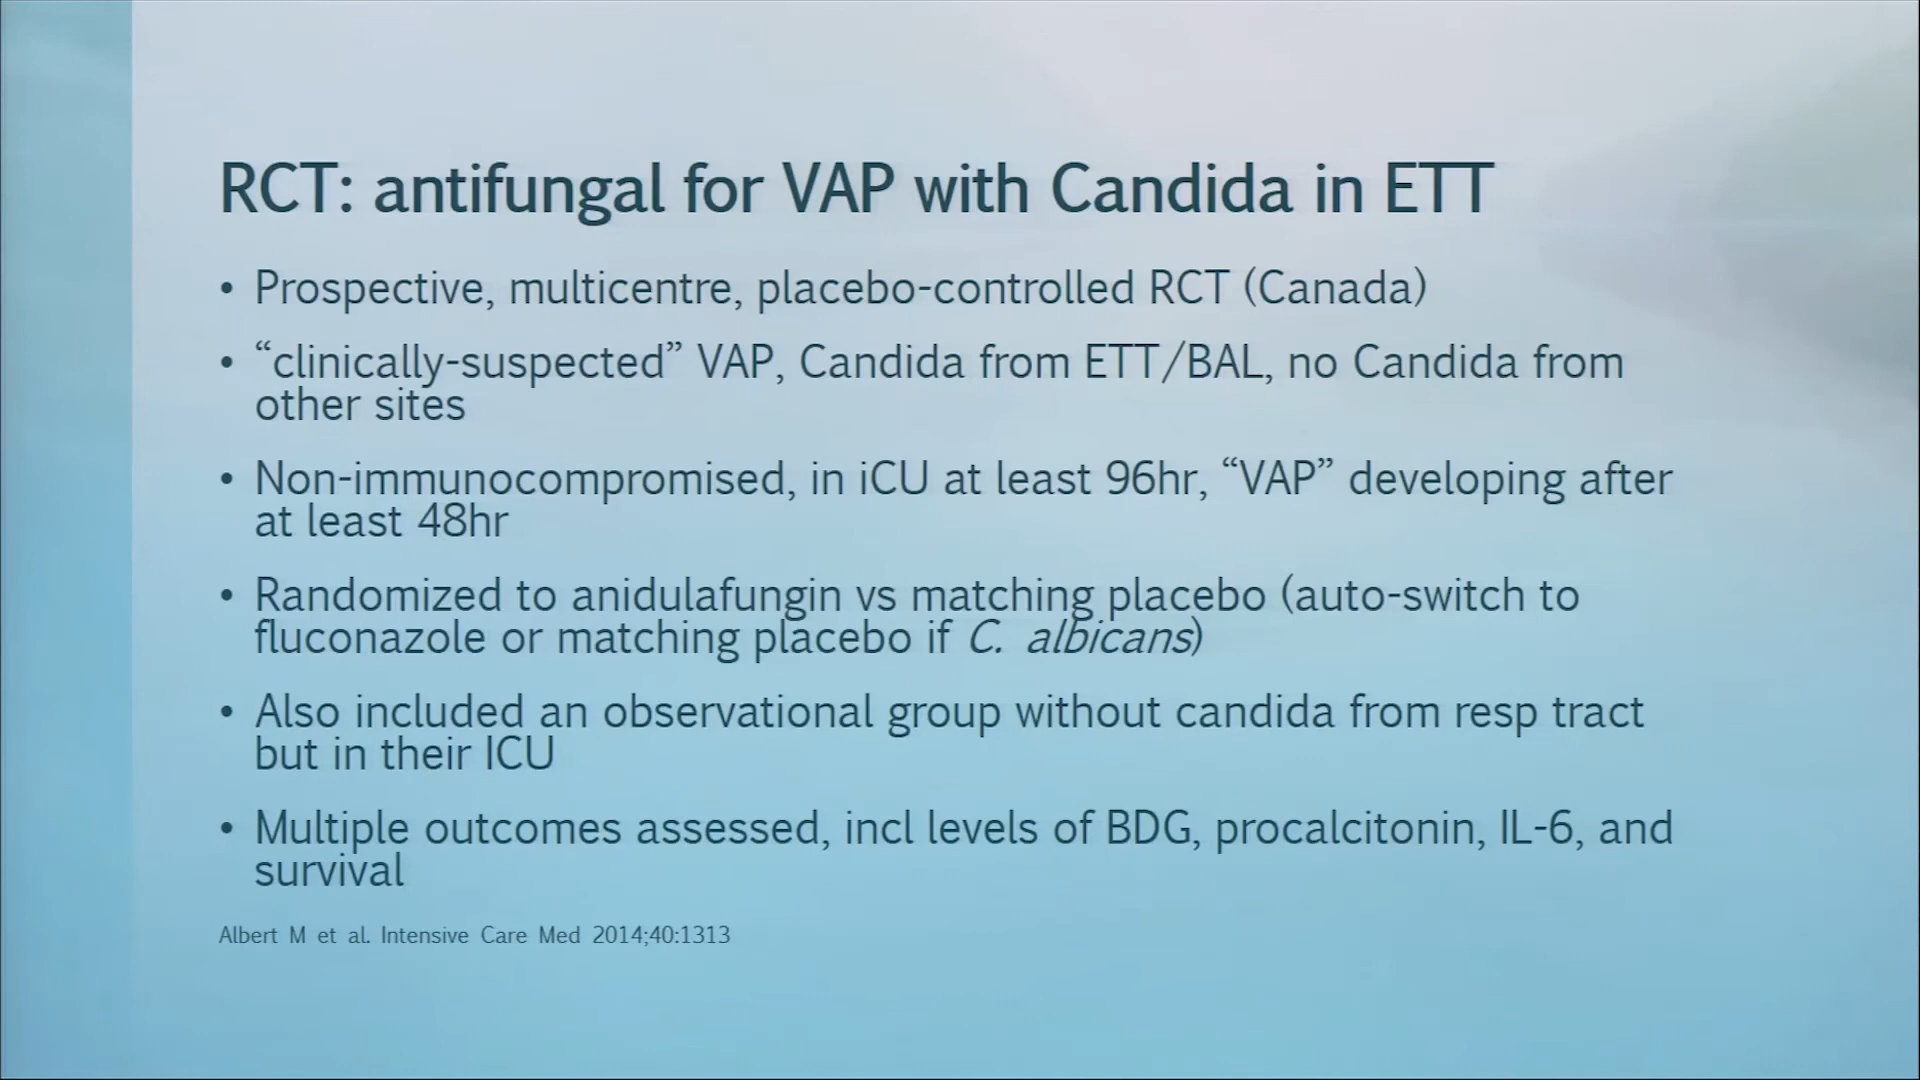 RCT: antifungal for VAP with Candida in ETT
• Prospective, multicentre, placebo-controlled RCT (Canada)
• “clinically-suspected” VAP, Candida from ETT/BAL, no Candida from
other sites
• Non-immunocompromised, in iCU at least 96hr, “VAP” developing after
at least 48hr
• Randomized to anidulafungin vs matching placebo (auto-switch to
fluconazole or matching placebo if C. albicans)
• Also included an observational group without candida from resp tract
but in their ICU
• Multiple outcomes assessed, incl levels of BDG, procalcitonin, IL-6, and
survival
Albert M et al. Intensive Care Med 2014;40:1313